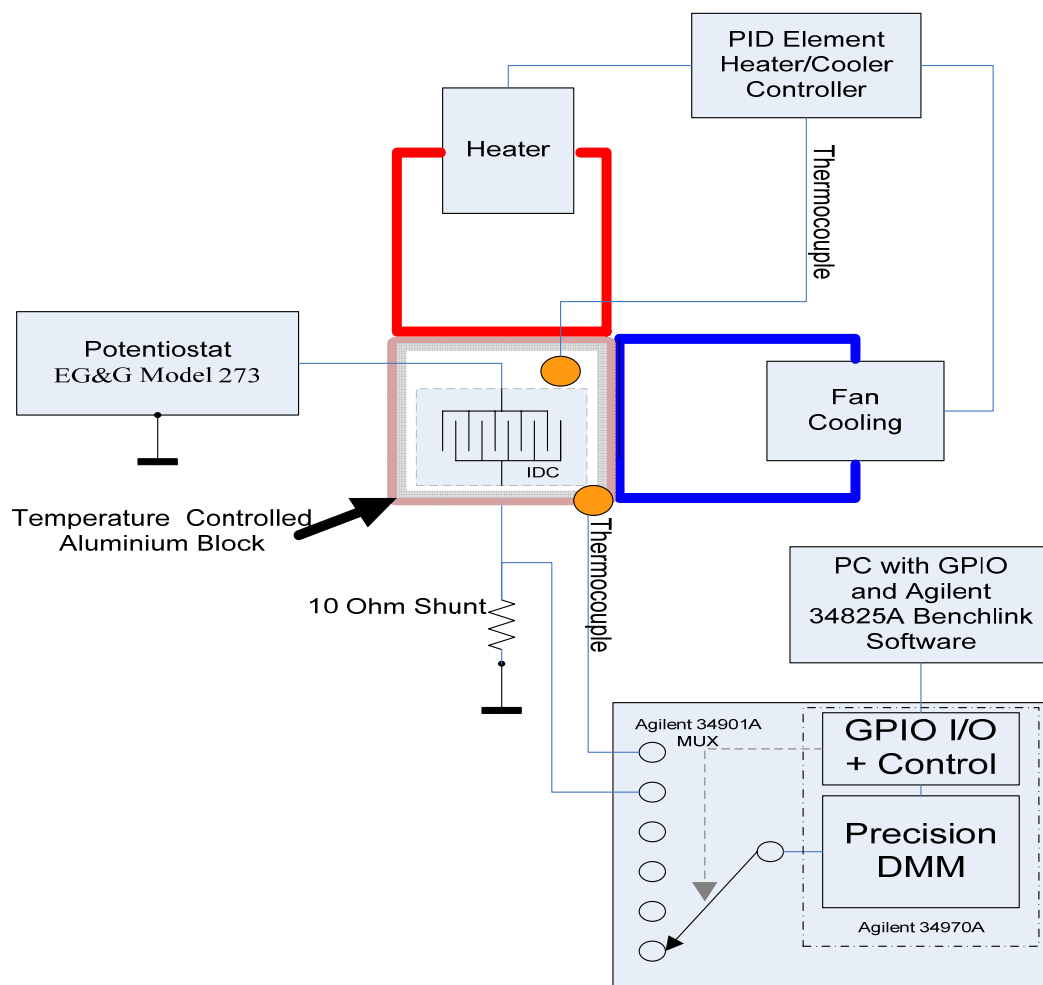 PID Element
Heater/Cooler
Controller
Heater
Thermocouple
Potentiostat
EG&G Model 273
Fan
Cooling
IDC
Temperature Controlled
Aluminium Block
Thermocouple
10 Ohm Shunt
PC with GPIO
and Agilent
34825A Benchlink
Software
Agilent 34901A
MUX
GPIO I/O
+ Control
Precision
DMM
Agilent 34970A